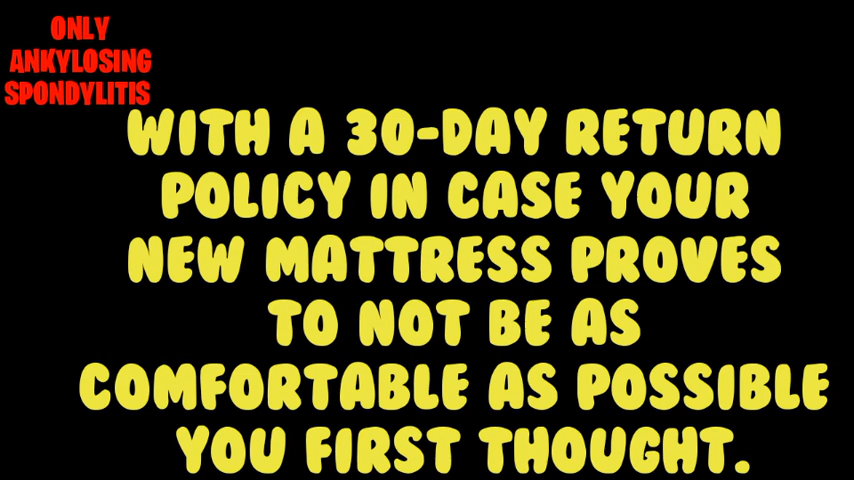 ONLY
ANKYLOSING
SPONDYLITIS
WITH A 30-DAY RETURN
POLICY IN CASE YOUR
NEW MATTRESS PROVES
TO NOT BE AS
COMFORTABLE AS POSSIBLE
YOU FIRST THOUGHT.